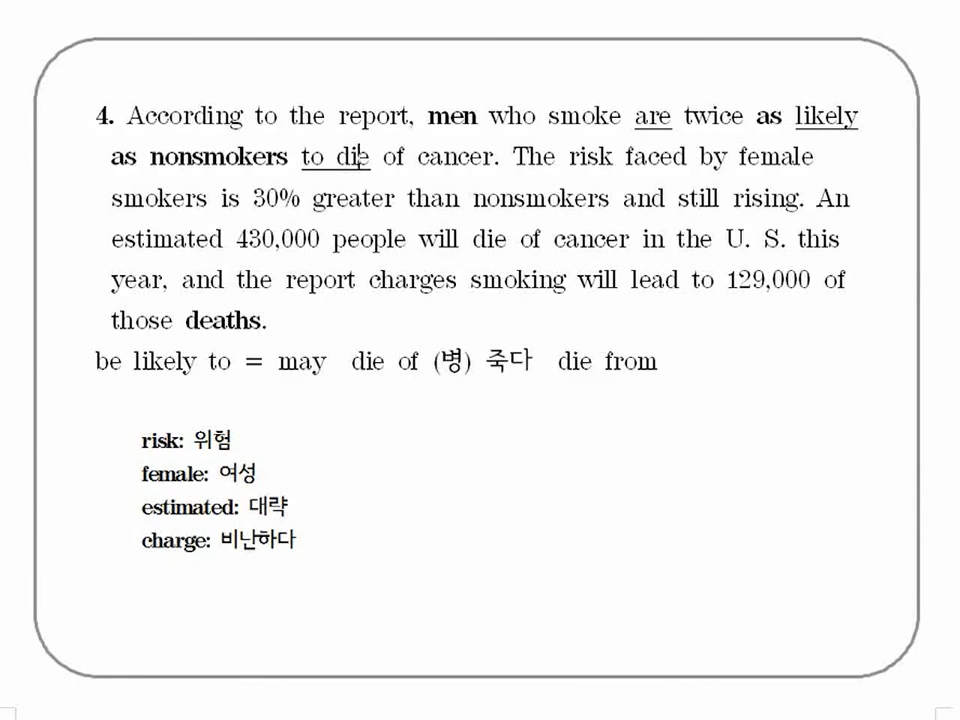 4. According to the report, men who smoke are twice as likely
as nonsmokers to die of cancer. The risk faced by female
smokers is 30% greater than nonsmokers and still rising. An
estimated 430,000 people will die of cancer in the U. S. this
year, and the report charges smoking will lead to 129,000 of
those deaths.
be likely to = may die of (병) 죽다 die from
risk: 위험
female: 여성
estimated: 대략
charge: 비난하다